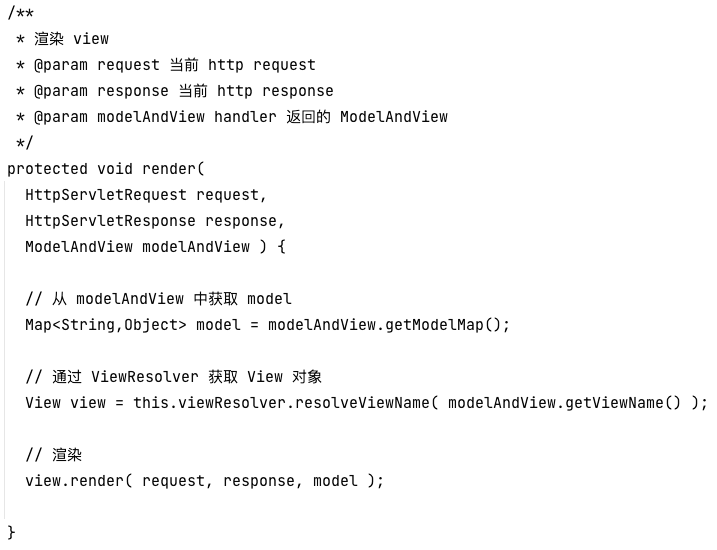 /**
 * 渲染 view
 * @param request 当前 http request
 * @param response 当前 http response
 * @param modelAndView handler 返回的 ModelAndView
 */
protected void render(
  HttpServletRequest request,
  HttpServletResponse response,
  ModelAndView modelAndView ) {
  // 从 modelAndView 中获取 model
  Map<String,Object> model = modelAndView.getModelMap();
  // 通过 ViewResolver 获取 View 对象
  View view = this.viewResolver.resolveViewName( modelAndView.getViewName() );
  // 渲染
  view.render( request, response, model );
}